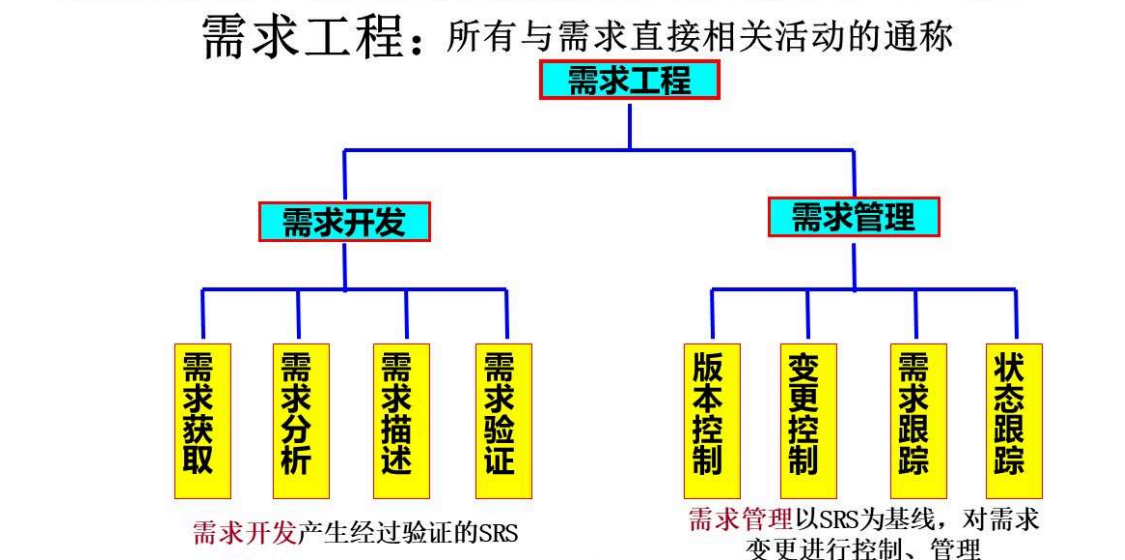 需求工程：所有与需求直接相关活动的通称
需求工程
需求开发
需求管理
需求获取
需求分析
需求描述
需求验证
版本控制
变更控制
需求跟踪
状态跟踪
需求开发产生经过验证的SRS
需求管理以SRS为基线，对需求
变更进行控制、管理